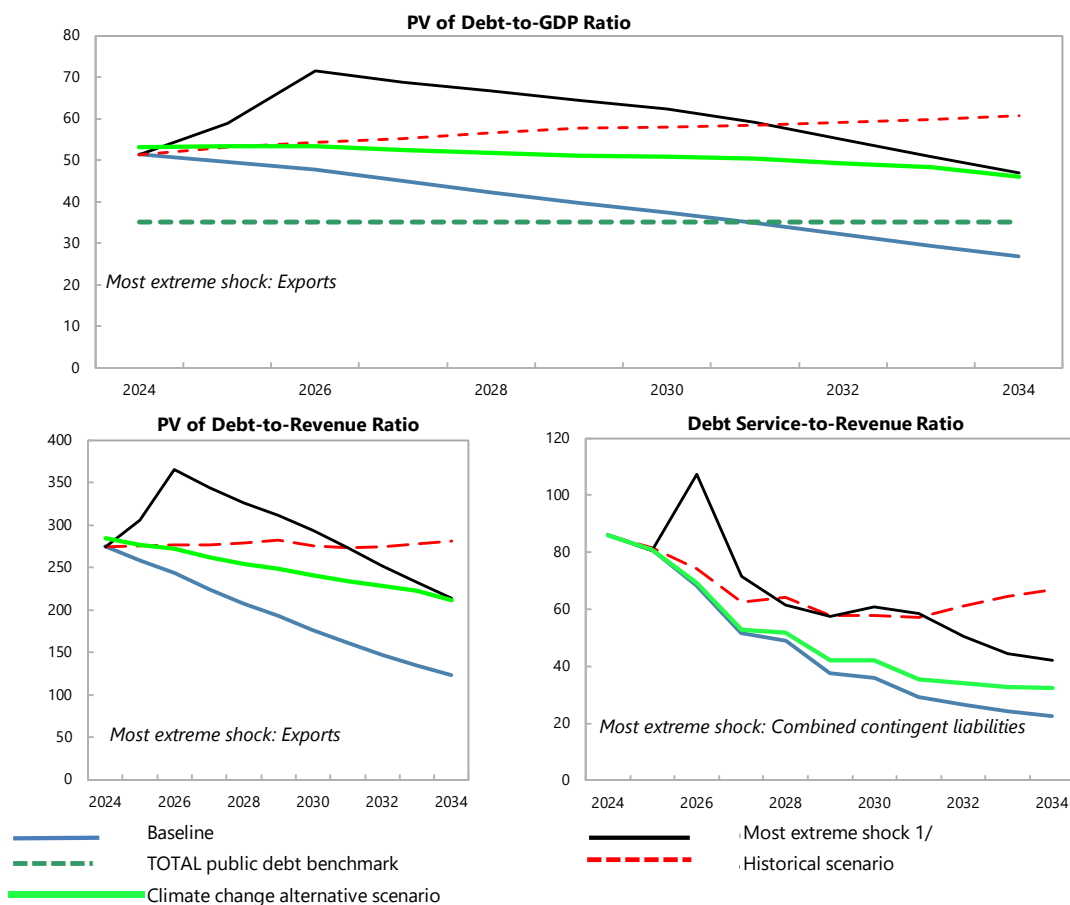 PV of Debt-to-GDP Ratio
80
70
60
50
40
30
20
10
0
Most extreme shock: Exports
2024 2026 2028 2030 2032 2034
PV of Debt-to-Revenue Ratio
400
350
300
250
200
150
100
50
0
Most extreme shock: Exports
2024 2026 2028 2030 2032 2034
Debt Service-to-Revenue Ratio
120
100
80
60
40
20
0
Most extreme shock: Combined contingent liabilities
2024 2026 2028 2030 2032 2034
Baseline
TOTAL public debt benchmark
Climate change alternative scenario
Most extreme shock 1/
Historical scenario